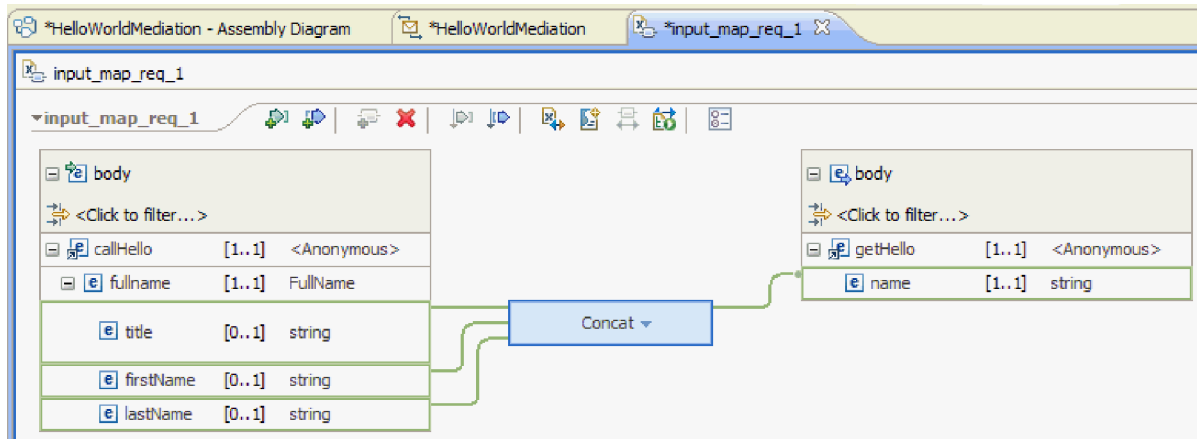 *HelloWorldMediation - Assembly Diagram *HelloWorldMediation *input_map_req_1
input_map_req_1
input_map_req_1
body body
<Click to filter...> <Click to filter...>
callHello [1..1] <Anonymous> getHello [1..1] <Anonymous>
fullname [1..1] FullName name [1..1] string
title [0..1] string Concat
firstName [0..1] string
lastName [0..1] string